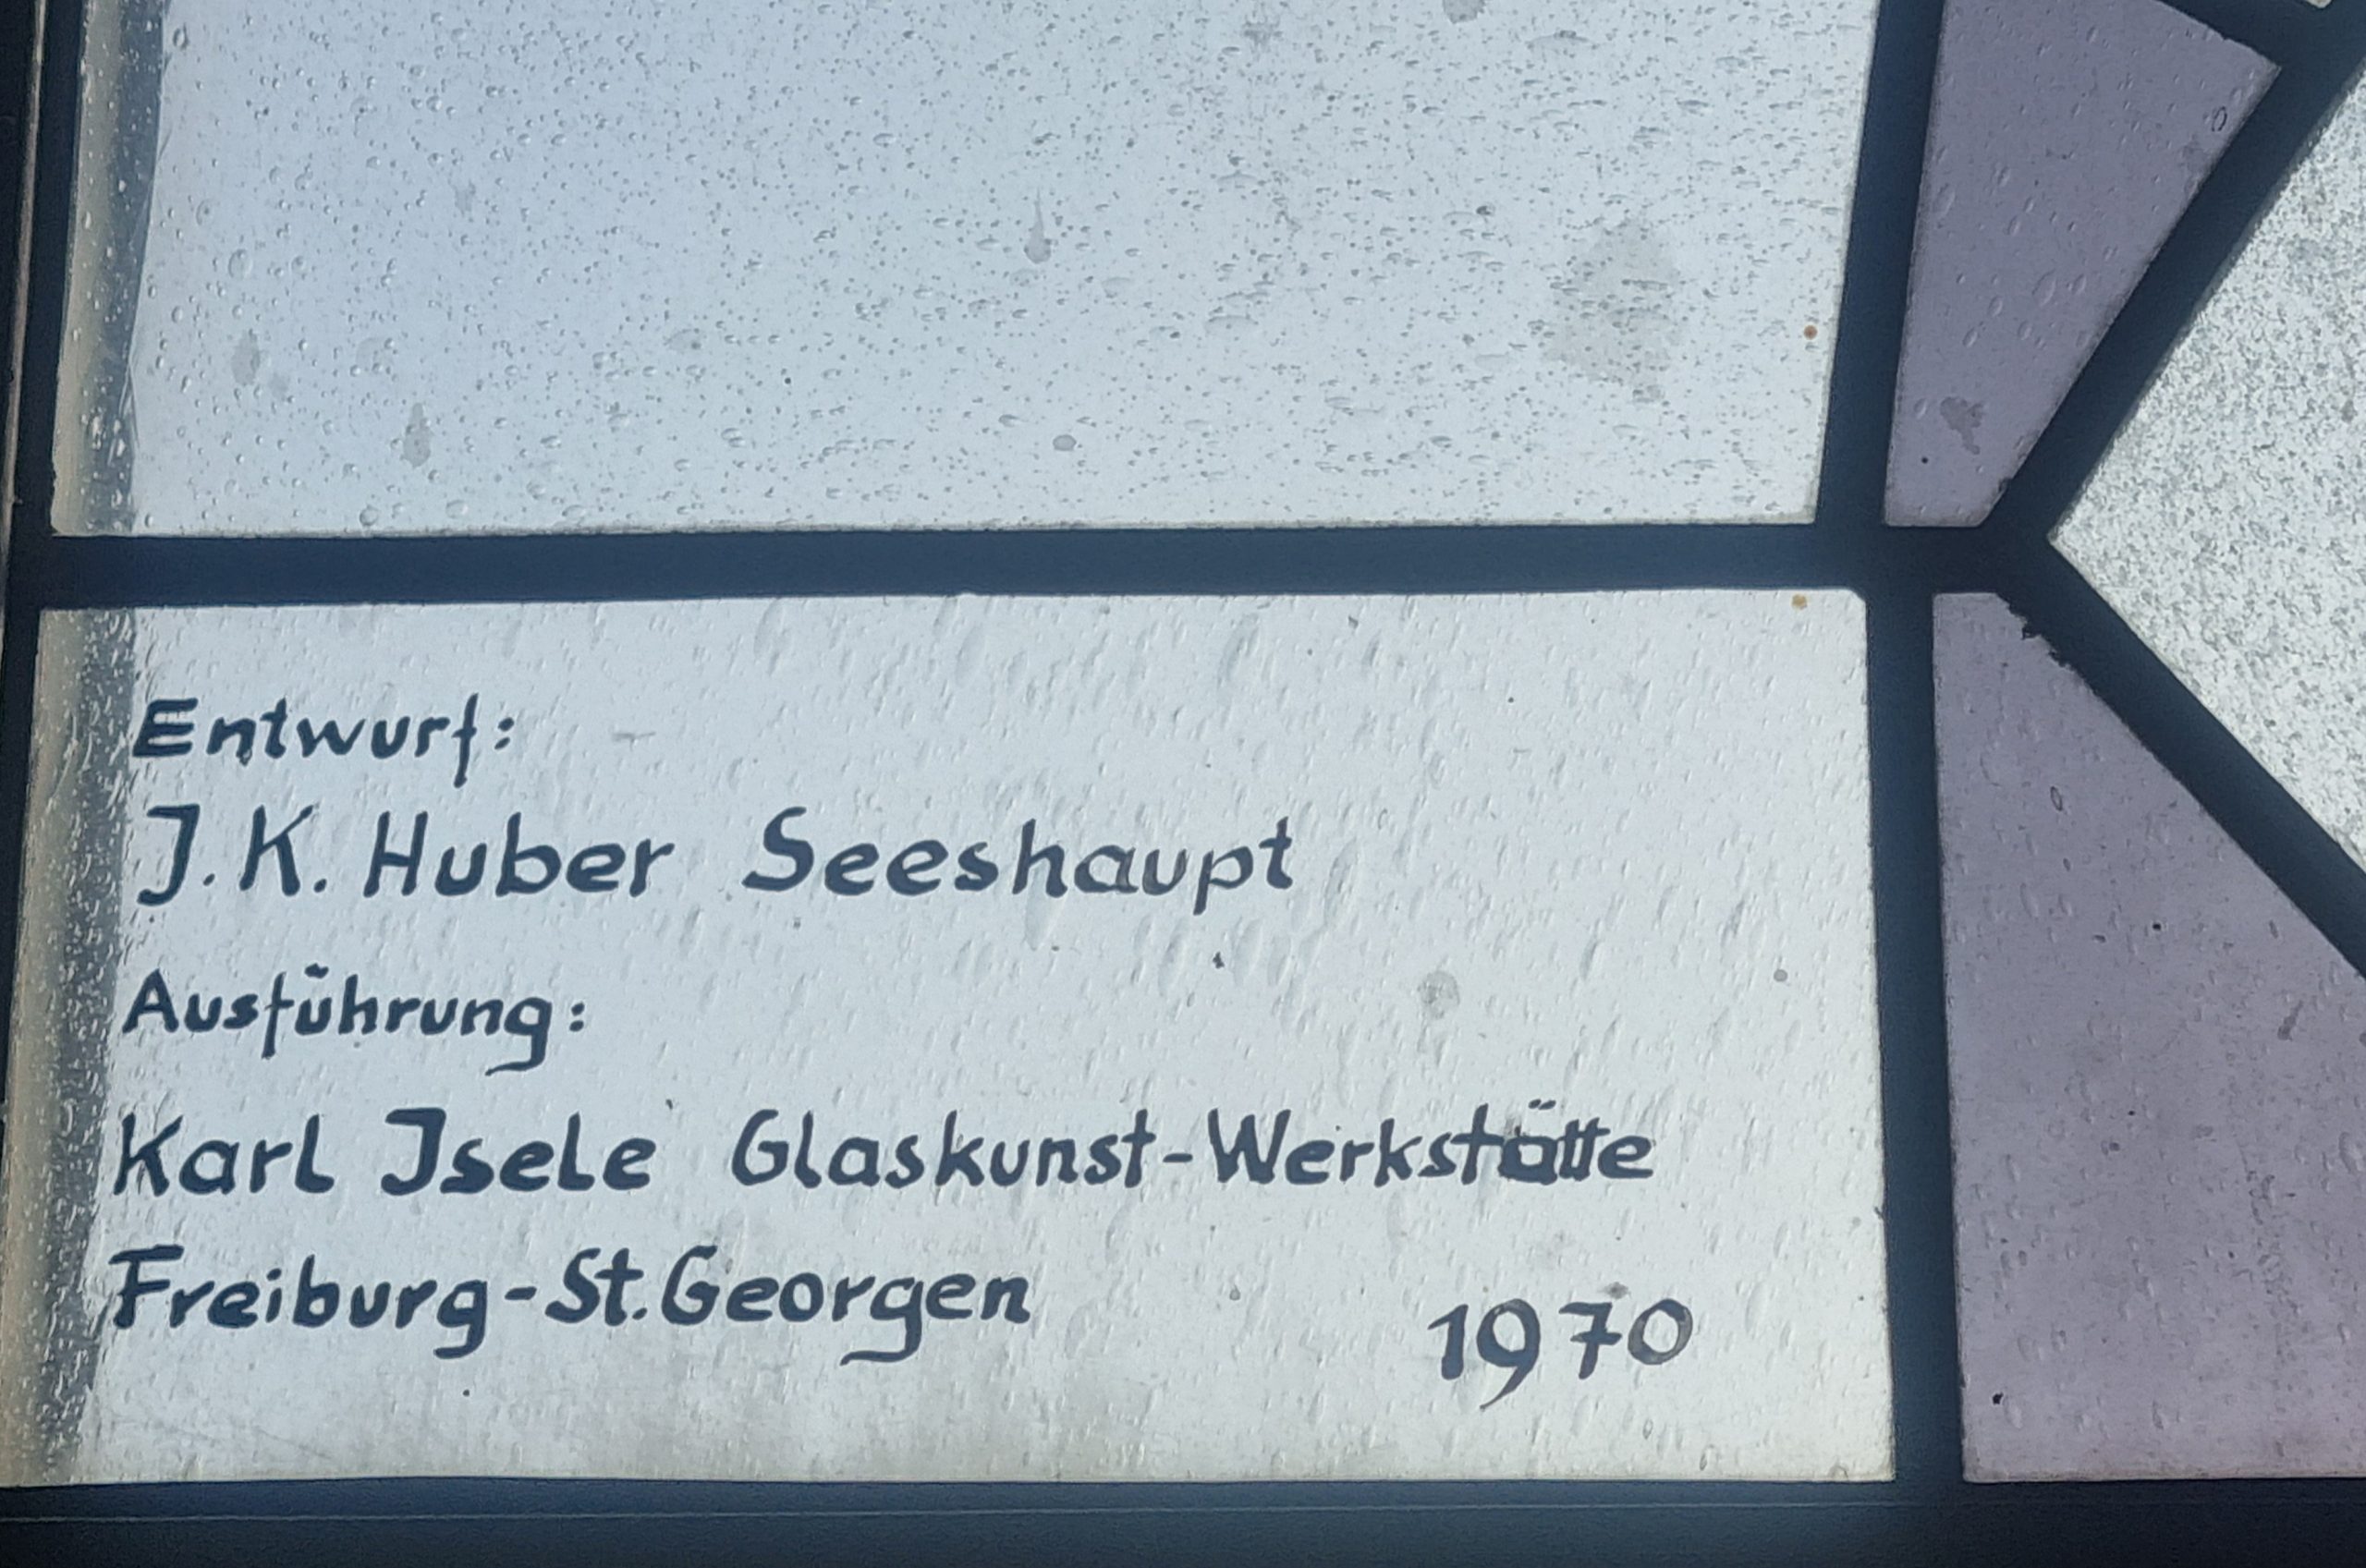 Entwurf:
J. K. Huber Seeshaupt
Ausführung:
Karl Isele Glaskunst-Werkstätte
Freiburg-St. Georgen
1970